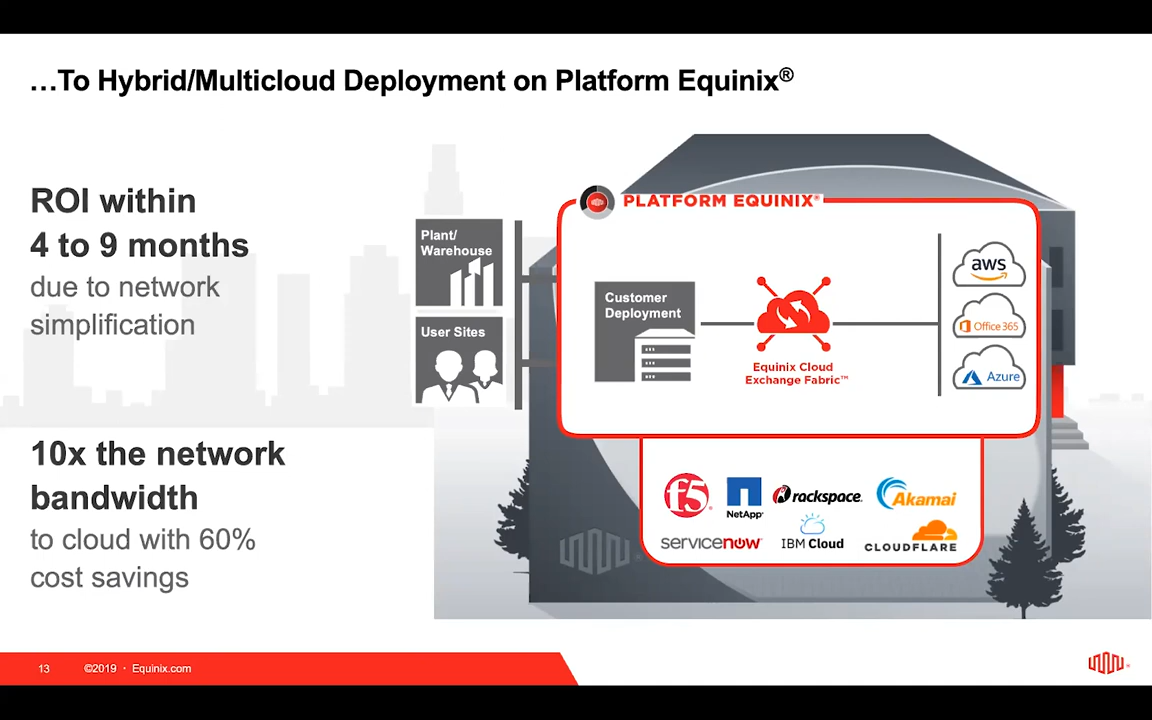 …To Hybrid/Multicloud Deployment on Platform Equinix®
ROI within
4 to 9 months
due to network
simplification
10x the network
bandwidth
to cloud with 60%
cost savings
Plant/
Warehouse
User Sites
PLATFORM EQUINIX®
Customer
Deployment
Equinix Cloud
Exchange Fabric™
aws
Office 365
Azure
f5
NetApp®
rackspace.
Akamai
servicenow
IBM Cloud
CLOUDFLARE
13 ©2019 · Equinix.com